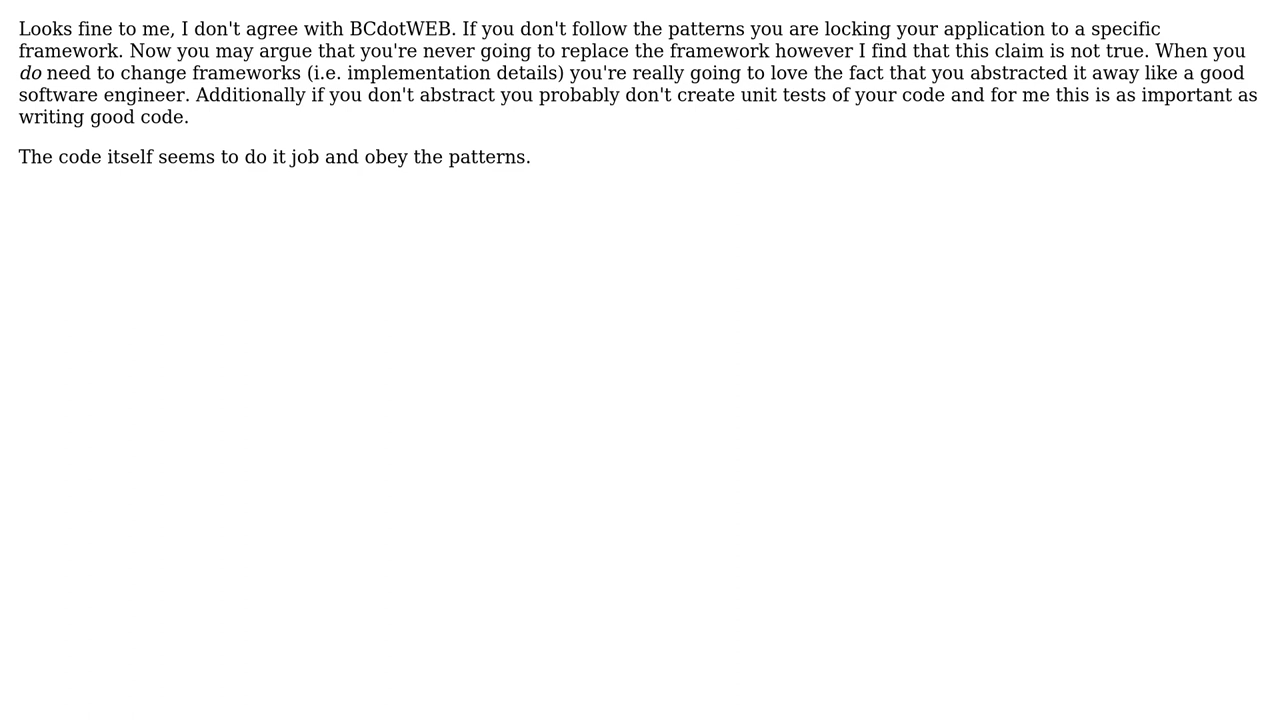 Looks fine to me, I don't agree with BCdotWEB. If you don't follow the patterns you are locking your application to a specific
framework. Now you may argue that you're never going to replace the framework however I find that this claim is not true. When you
do need to change frameworks (i.e. implementation details) you're really going to love the fact that you abstracted it away like a good
software engineer. Additionally if you don't abstract you probably don't create unit tests of your code and for me this is as important as
writing good code.
The code itself seems to do it job and obey the patterns.